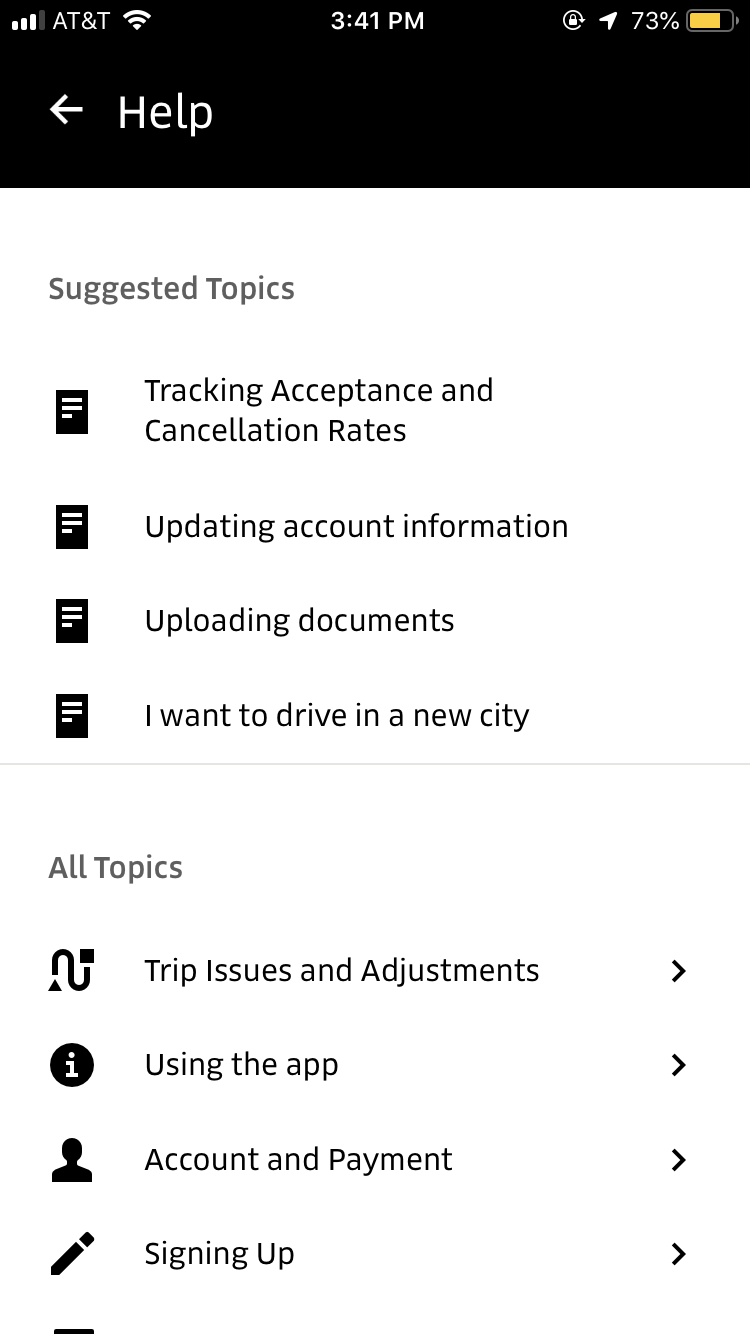 AT&T 3:41 PM 73%
Help
Suggested Topics
Tracking Acceptance and
Cancellation Rates
Updating account information
Uploading documents
I want to drive in a new city
All Topics
Trip Issues and Adjustments
Using the app
Account and Payment
Signing Up